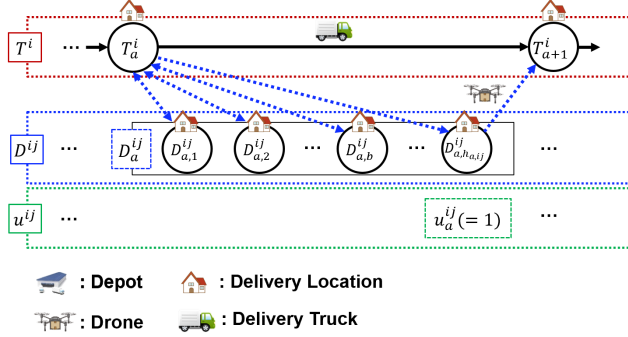 T^i ... T_a^i T_{a+1}^i
D^{ij} ... D_a^{ij} D_{a,1}^{ij} D_{a,2}^{ij} ... D_{a,b}^{ij} ... D_{a,h_{a,ij}}^{ij} ...
u^{ij} ... u_a^{ij}(= 1) ...
: Depot : Delivery Location
: Drone : Delivery Truck